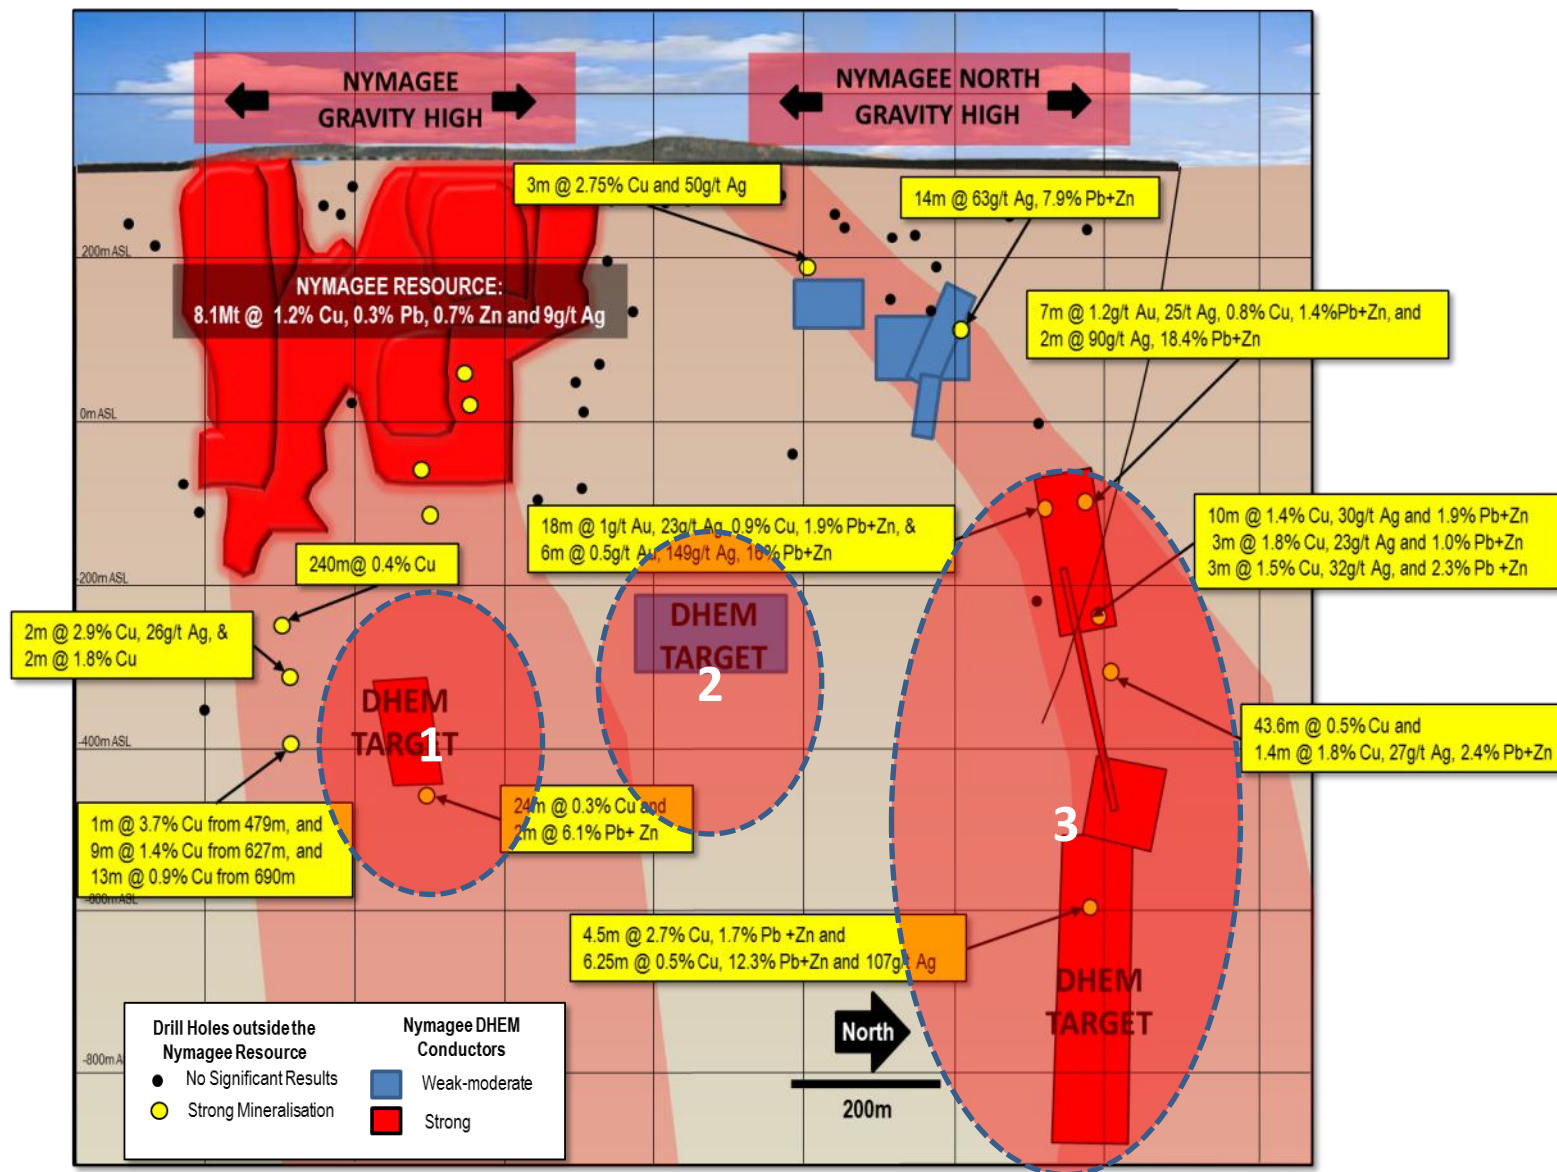 NYMAGEE
GRAVITY HIGH
NYMAGEE NORTH
GRAVITY HIGH
3m @ 2.75% Cu and 50g/t Ag
14m @ 63g/t Ag, 7.9% Pb+Zn
200m ASL
NYMAGEE RESOURCE:
8.1Mt @ 1.2% Cu, 0.3% Pb, 0.7% Zn and 9g/t Ag
7m @ 1.2g/t Au, 25/t Ag, 0.8% Cu, 1.4%Pb+Zn, and
2m @ 90g/t Ag, 18.4% Pb+Zn
0m ASL
18m @ 1g/t Au, 23g/t Ag, 0.9% Cu, 1.9% Pb+Zn, &
6m @ 0.5g/t Au, 149g/t Ag, 16% Pb+Zn
10m @ 1.4% Cu, 30g/t Ag and 1.9% Pb+Zn
3m @ 1.8% Cu, 23g/t Ag and 1.0% Pb+Zn
3m @ 1.5% Cu, 32g/t Ag, and 2.3% Pb +Zn
240m@ 0.4% Cu
-200m ASL
2m @ 2.9% Cu, 26g/t Ag, &
2m @ 1.8% Cu
DHEM
TARGET
2
DHEM
TARGET
1
-400m ASL
43.6m @ 0.5% Cu and
1.4m @ 1.8% Cu, 27g/t Ag, 2.4% Pb+Zn
24m @ 0.3% Cu and
2m @ 6.1% Pb+ Zn
1m @ 3.7% Cu from 479m, and
9m @ 1.4% Cu from 627m, and
13m @ 0.9% Cu from 690m
3
-600m ASL
4.5m @ 2.7% Cu, 1.7% Pb +Zn and
6.25m @ 0.5% Cu, 12.3% Pb+Zn and 107g/t Ag
DHEM
TARGET
North
200m
-800m
Drill Holes outside the
Nymagee Resource
No Significant Results
Strong Mineralisation
Nymagee DHEM
Conductors
Weak-moderate
Strong